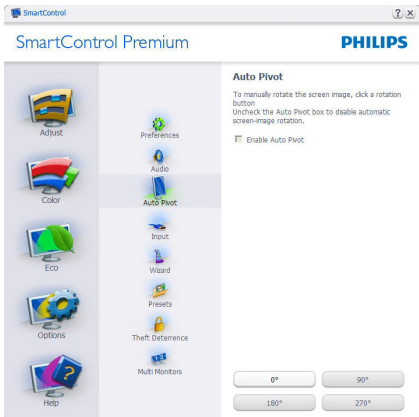 SmartControl
SmartControl Premium
PHILIPS
Adjust
Color
Eco
Options
Help
Preferences
Audio
Auto Pivot
Input
Wizard
Presets
Theft Deterrence
Multi Monitors
Auto Pivot
To manually rotate the screen image, click a rotation
button
Uncheck the Auto Pivot box to disable automatic
screen-image rotation.
Enable Auto Pivot
0°
90°
180°
270°